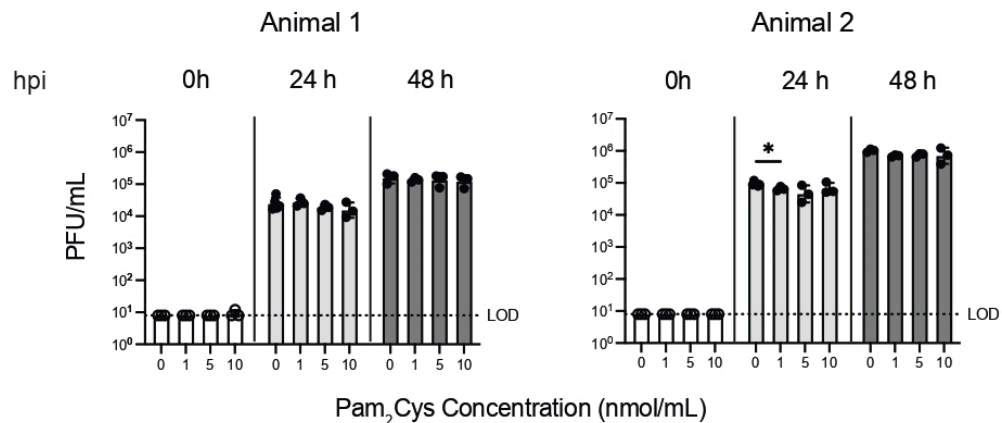 Animal 1
Animal 2
hpi 0h 24 h 48 h
0h 24 h 48 h
PFU/mL
10⁷
10⁶
10⁵
10⁴
10³
10²
10¹
10⁰
LOD
0 1 5 10 0 1 5 10 0 1 5 10
10⁷
10⁶
10⁵
10⁴
10³
10²
10¹
10⁰
*
LOD
0 1 5 10 0 1 5 10 0 1 5 10
Pam₂Cys Concentration (nmol/mL)